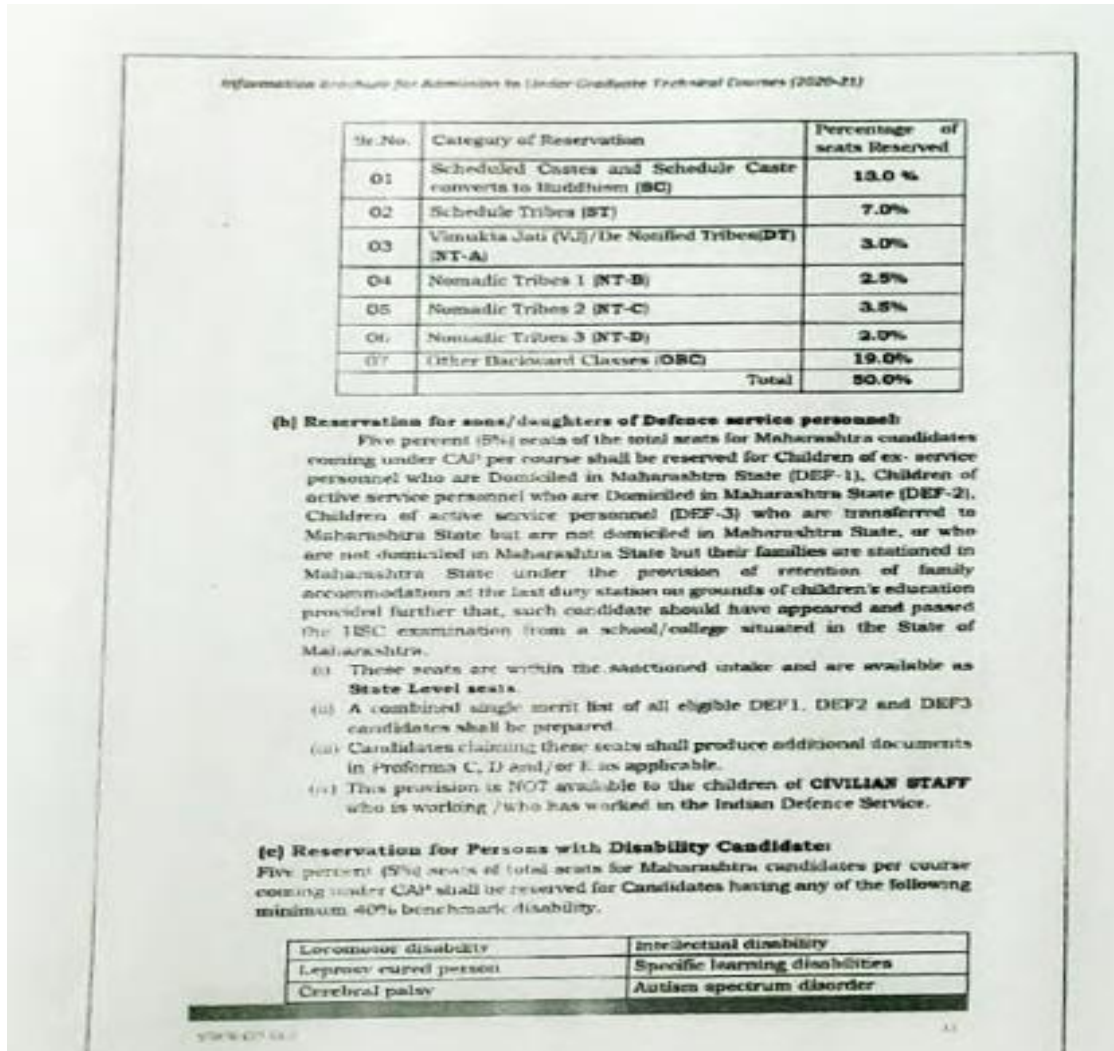 Information Brochure for Admission to Under Graduate Technical Courses (2020-21)
Sr.No. Category of Reservation Percentage of seats Reserved
01 Scheduled Castes and Schedule Caste converts to Buddhism (SC) 13.0 %
02 Schedule Tribes (ST) 7.0%
03 Vimukta Jati (VJ)/De Notified Tribes(DT) (NT-A) 3.0%
04 Nomadic Tribes 1 (NT-B) 2.5%
05 Nomadic Tribes 2 (NT-C) 3.5%
06 Nomadic Tribes 3 (NT-D) 2.0%
07 Other Backward Classes (OBC) 19.0%
Total 50.0%
(b) Reservation for sons/daughters of Defence service personnel:
Five percent (5%) seats of the total seats for Maharashtra candidates
coming under CAP per course shall be reserved for Children of ex- service
personnel who are Domiciled in Maharashtra State (DEF-1), Children of
active service personnel who are Domiciled in Maharashtra State (DEF-2),
Children of active service personnel (DEF-3) who are transferred to
Maharashtra State but are not domiciled in Maharashtra State, or who
are not domiciled in Maharashtra State but their families are stationed in
Maharashtra State under the provision of retention of family
accommodation at the last duty station on grounds of children's education
provided further that, such candidate should have appeared and passed
the HSC examination from a school/college situated in the State of
Maharashtra.
(i) These seats are within the sanctioned intake and are available as
State Level seats.
(ii) A combined single merit list of all eligible DEF1, DEF2 and DEF3
candidates shall be prepared.
(iii) Candidates claiming these seats shall produce additional documents
in Proforma C, D and/or E as applicable.
(iv) This provision is NOT available to the children of CIVILIAN STAFF
who is working /who has worked in the Indian Defence Service.
(c) Reservation for Persons with Disability Candidate:
Five percent (5%) seats of total seats for Maharashtra candidates per course
coming under CAP shall be reserved for Candidates having any of the following
minimum 40% benchmark disability.
Locomotor disability Intellectual disability
Leprosy cured person Specific learning disabilities
Cerebral palsy Autism spectrum disorder